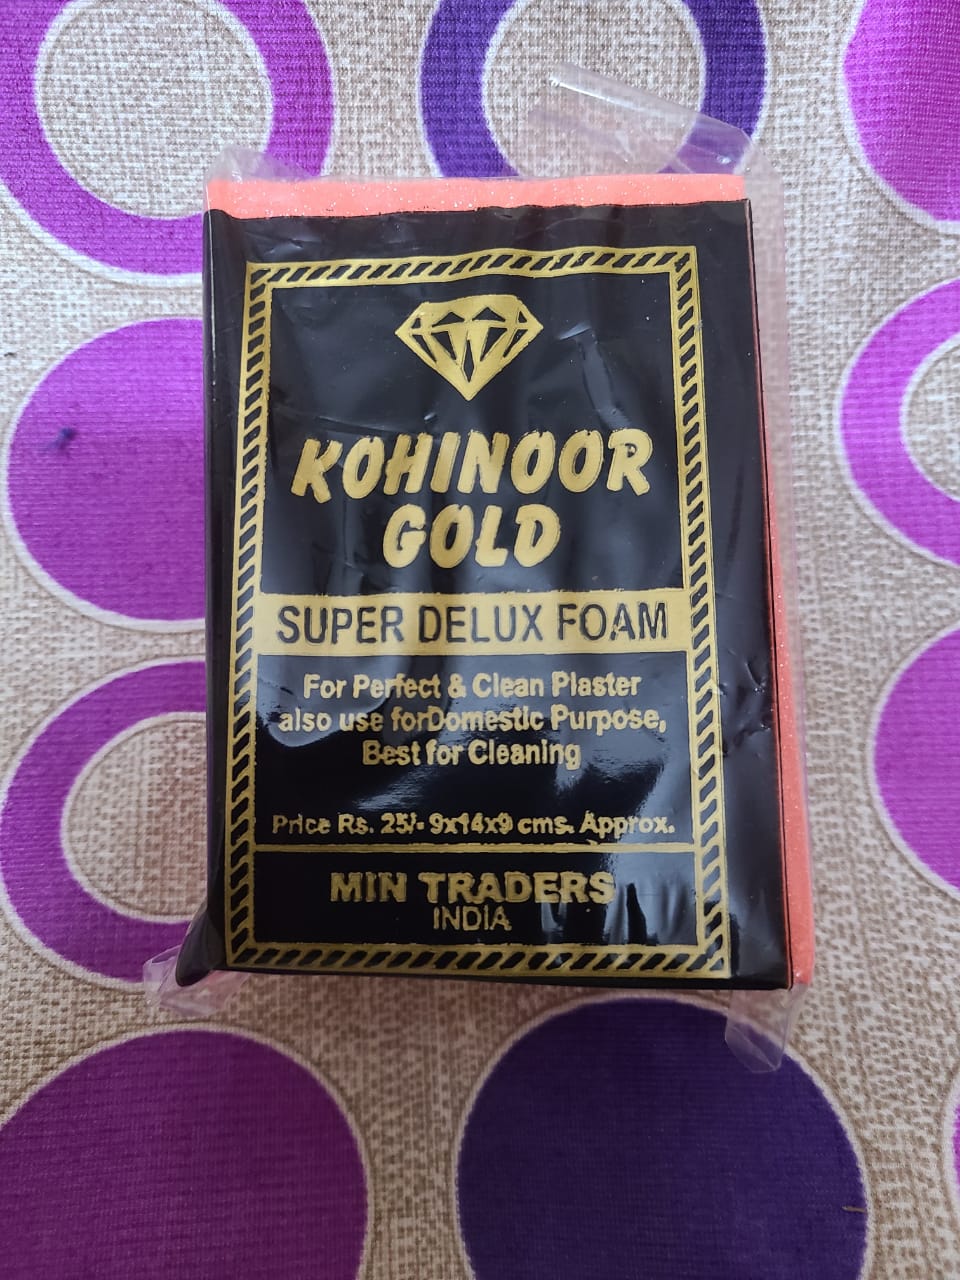 KOHINOOR
GOLD
SUPER DELUX FOAM
For Perfect & Clean Plaster
also use forDomestic Purpose,
Best for Cleaning
Price Rs. 25/- 9x14x9 cms. Approx.
MIN TRADERS
INDIA